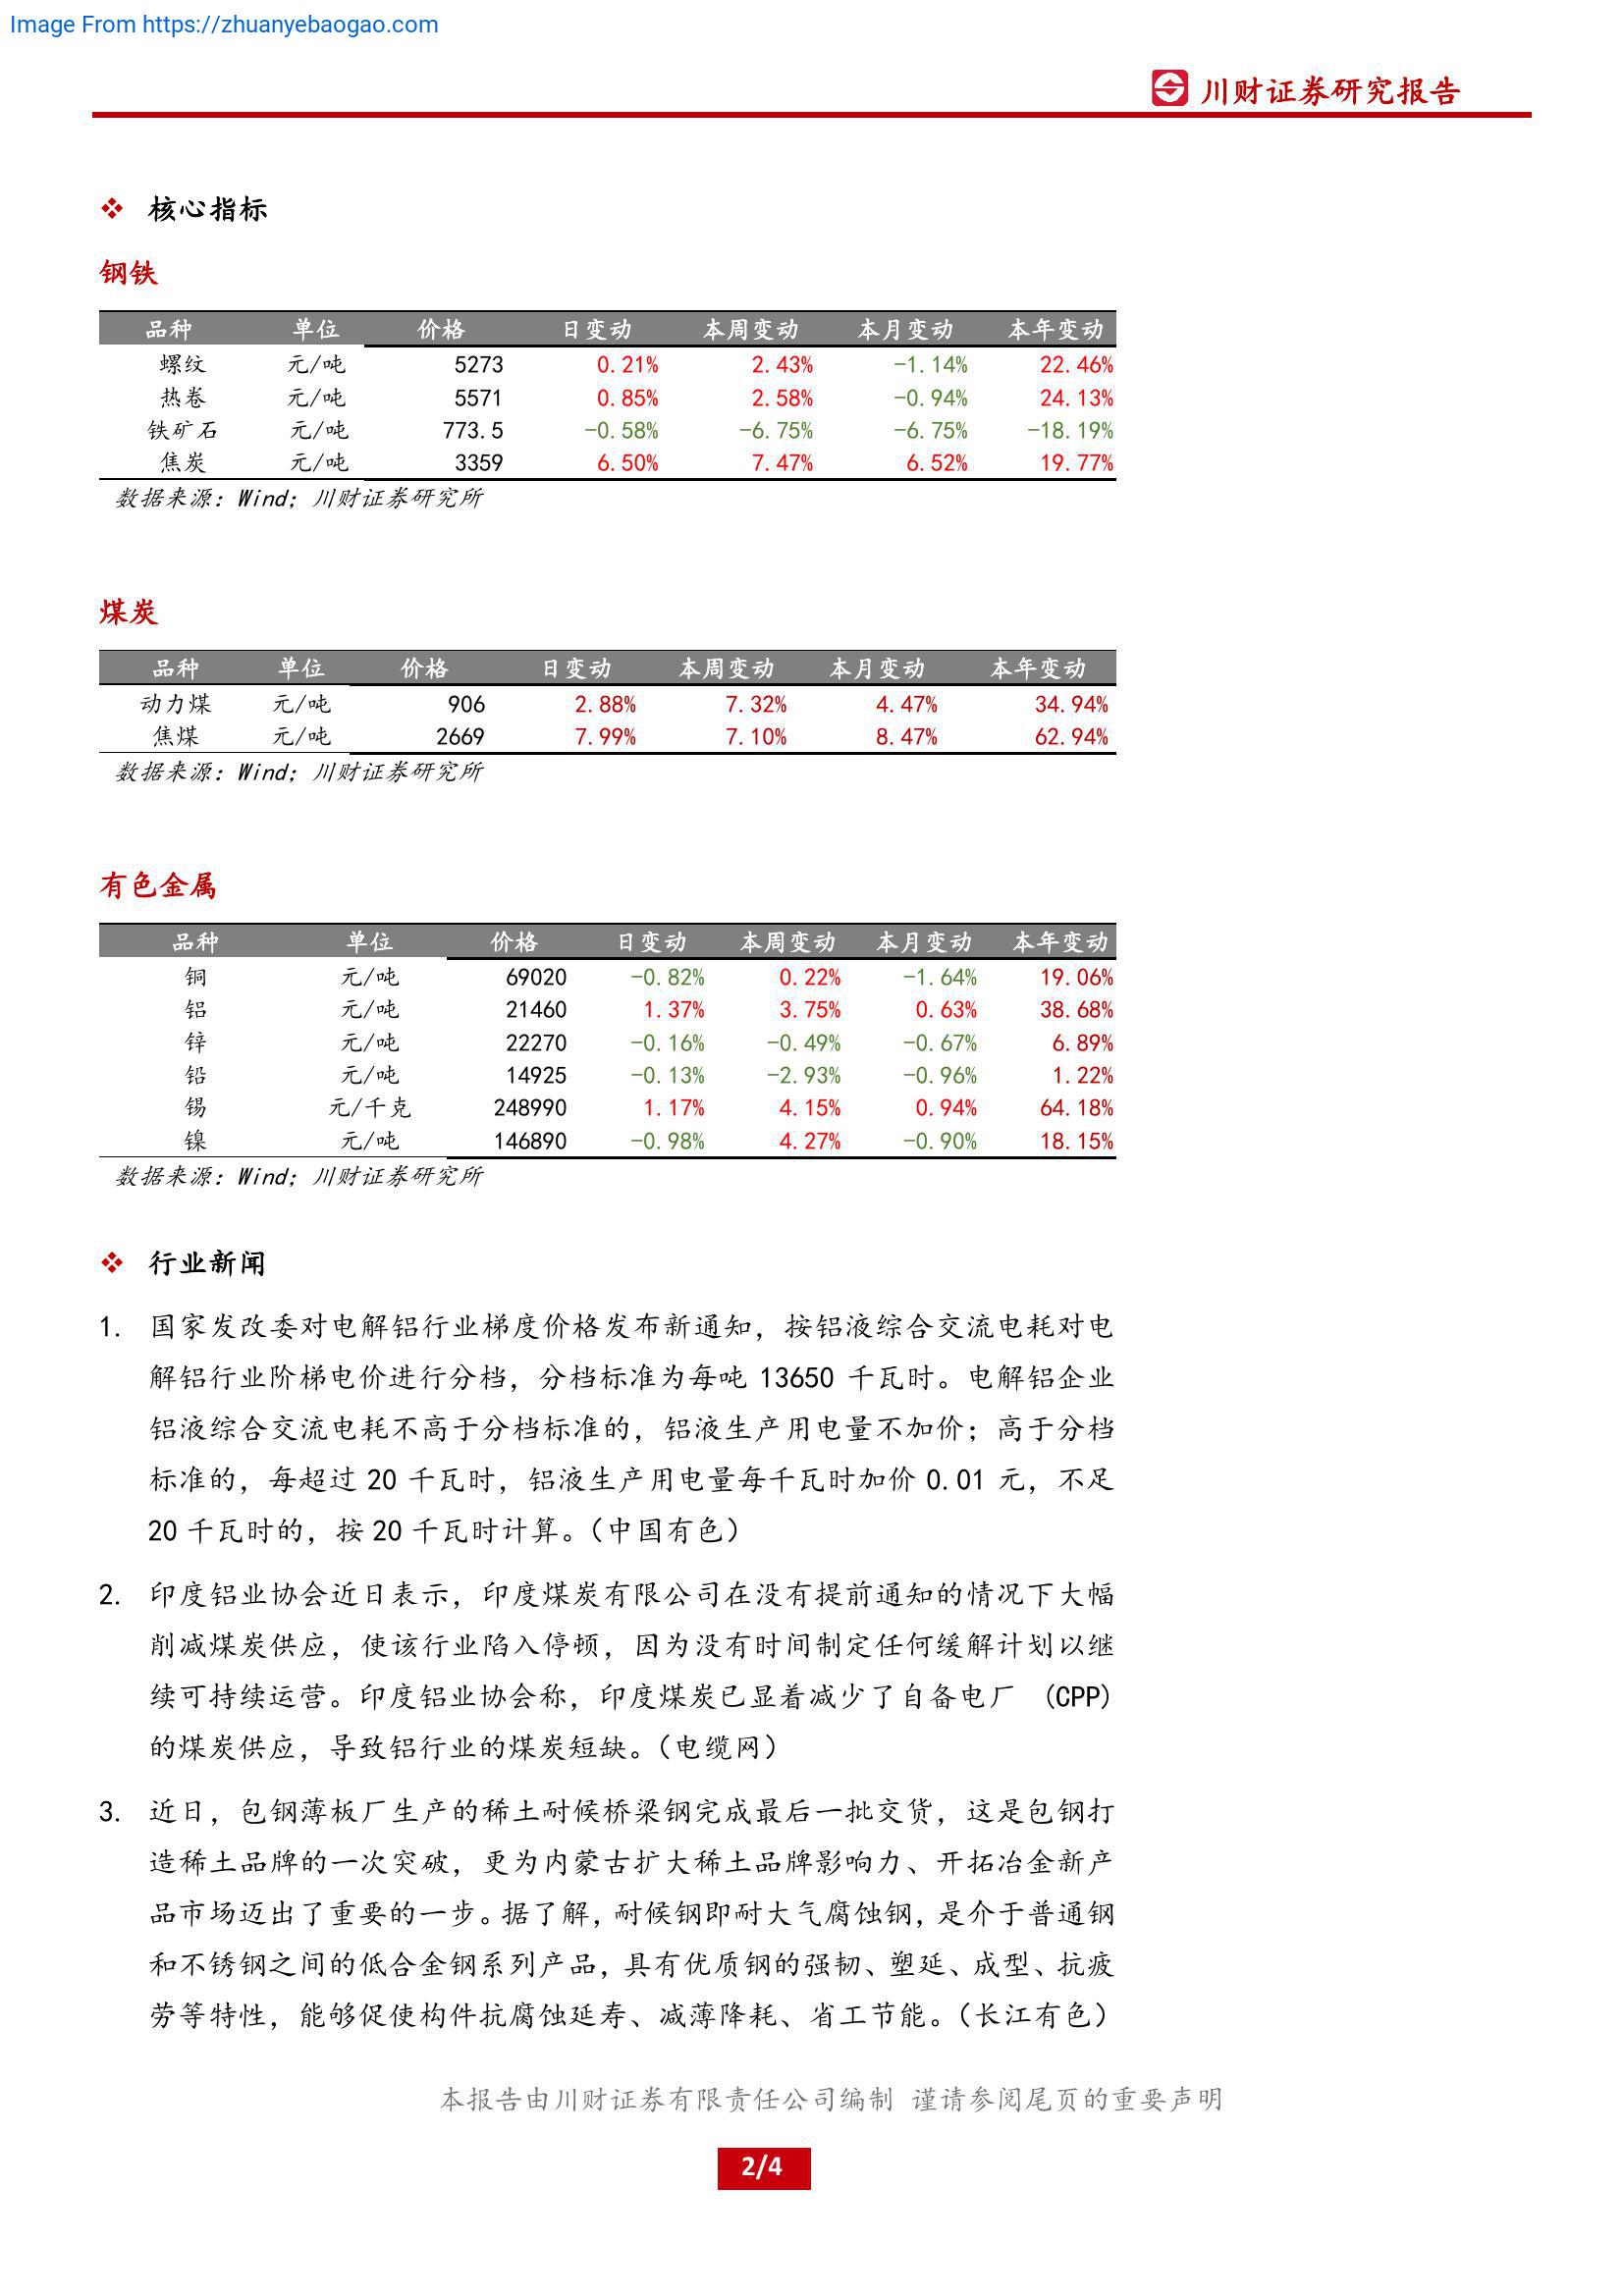 Image From https://zhuanyebaogao.com
川财证券研究报告
❖ 核心指标
钢铁
品种 单位 价格 日变动 本周变动 本月变动 本年变动
螺纹 元/吨 5273 0.21% 2.43% -1.14% 22.46%
热卷 元/吨 5571 0.85% 2.58% -0.94% 24.13%
铁矿石 元/吨 773.5 -0.58% -6.75% -6.75% -18.19%
焦炭 元/吨 3359 6.50% 7.47% 6.52% 19.77%
数据来源：Wind；川财证券研究所
煤炭
品种 单位 价格 日变动 本周变动 本月变动 本年变动
动力煤 元/吨 906 2.88% 7.32% 4.47% 34.94%
焦煤 元/吨 2669 7.99% 7.10% 8.47% 62.94%
数据来源：Wind；川财证券研究所
有色金属
品种 单位 价格 日变动 本周变动 本月变动 本年变动
铜 元/吨 69020 -0.82% 0.22% -1.64% 19.06%
铝 元/吨 21460 1.37% 3.75% 0.63% 38.68%
锌 元/吨 22270 -0.16% -0.49% -0.67% 6.89%
铅 元/吨 14925 -0.13% -2.93% -0.96% 1.22%
锡 元/千克 248990 1.17% 4.15% 0.94% 64.18%
镍 元/吨 146890 -0.98% 4.27% -0.90% 18.15%
数据来源：Wind；川财证券研究所
❖ 行业新闻
1. 国家发改委对电解铝行业梯度价格发布新通知，按铝液综合交流电耗对电
解铝行业阶梯电价进行分档，分档标准为每吨 13650 千瓦时。电解铝企业
铝液综合交流电耗不高于分档标准的，铝液生产用电量不加价；高于分档
标准的，每超过 20 千瓦时，铝液生产用电量每千瓦时加价 0.01 元，不足
20 千瓦时的，按 20 千瓦时计算。（中国有色）
2. 印度铝业协会近日表示，印度煤炭有限公司在没有提前通知的情况下大幅
削减煤炭供应，使该行业陷入停顿，因为没有时间制定任何缓解计划以继
续可持续运营。印度铝业协会称，印度煤炭已显着减少了自备电厂 (CPP)
的煤炭供应，导致铝行业的煤炭短缺。（电缆网）
3. 近日，包钢薄板厂生产的稀土耐候桥梁钢完成最后一批交货，这是包钢打
造稀土品牌的一次突破，更为内蒙古扩大稀土品牌影响力、开拓冶金新产
品市场迈出了重要的一步。据了解，耐候钢即耐大气腐蚀钢，是介于普通钢
和不锈钢之间的低合金钢系列产品，具有优质钢的强韧、塑延、成型、抗疲
劳等特性，能够促使构件抗腐蚀延寿、减薄降耗、省工节能。（长江有色）
本报告由川财证券有限责任公司编制 谨请参阅尾页的重要声明
2/4